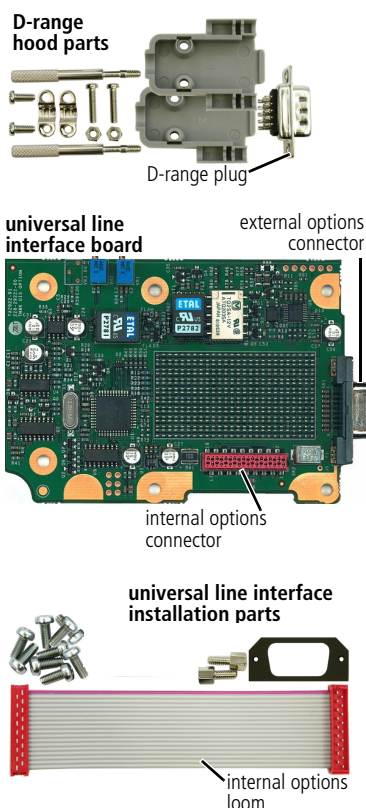 D-range
hood parts
D-range plug
universal line
interface board
external options
connector
ETAL
P2781
ETAL
P2782
internal options
connector
universal line interface
installation parts
internal options
loom